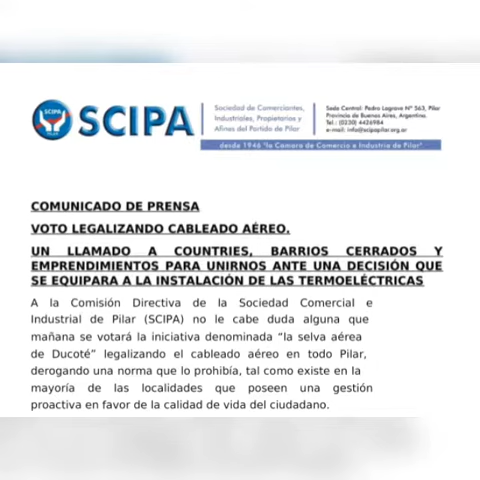 SCIPA
SCIPA
Sociedad de Comerciantes,
Industriales, Propietarios y
Afines del Partido de Pilar
Sede Central: Pedro Lagrave Nº 563, Pilar
Provincia de Buenos Aires, Argentina.
Tel.: (0230) 4426984
e-mail: info@scipapilar.org.ar
desde 1946 "la Camara de Comercio e Industria de Pilar"
COMUNICADO DE PRENSA
VOTO LEGALIZANDO CABLEADO AÉREO.
UN LLAMADO A COUNTRIES, BARRIOS CERRADOS Y
EMPRENDIMIENTOS PARA UNIRNOS ANTE UNA DECISIÓN QUE
SE EQUIPARA A LA INSTALACIÓN DE LAS TERMOELÉCTRICAS
A la Comisión Directiva de la Sociedad Comercial e
Industrial de Pilar (SCIPA) no le cabe duda alguna que
mañana se votará la iniciativa denominada “la selva aérea
de Ducoté” legalizando el cableado aéreo en todo Pilar,
derogando una norma que lo prohibía, tal como existe en la
mayoría de las localidades que poseen una gestión
proactiva en favor de la calidad de vida del ciudadano.